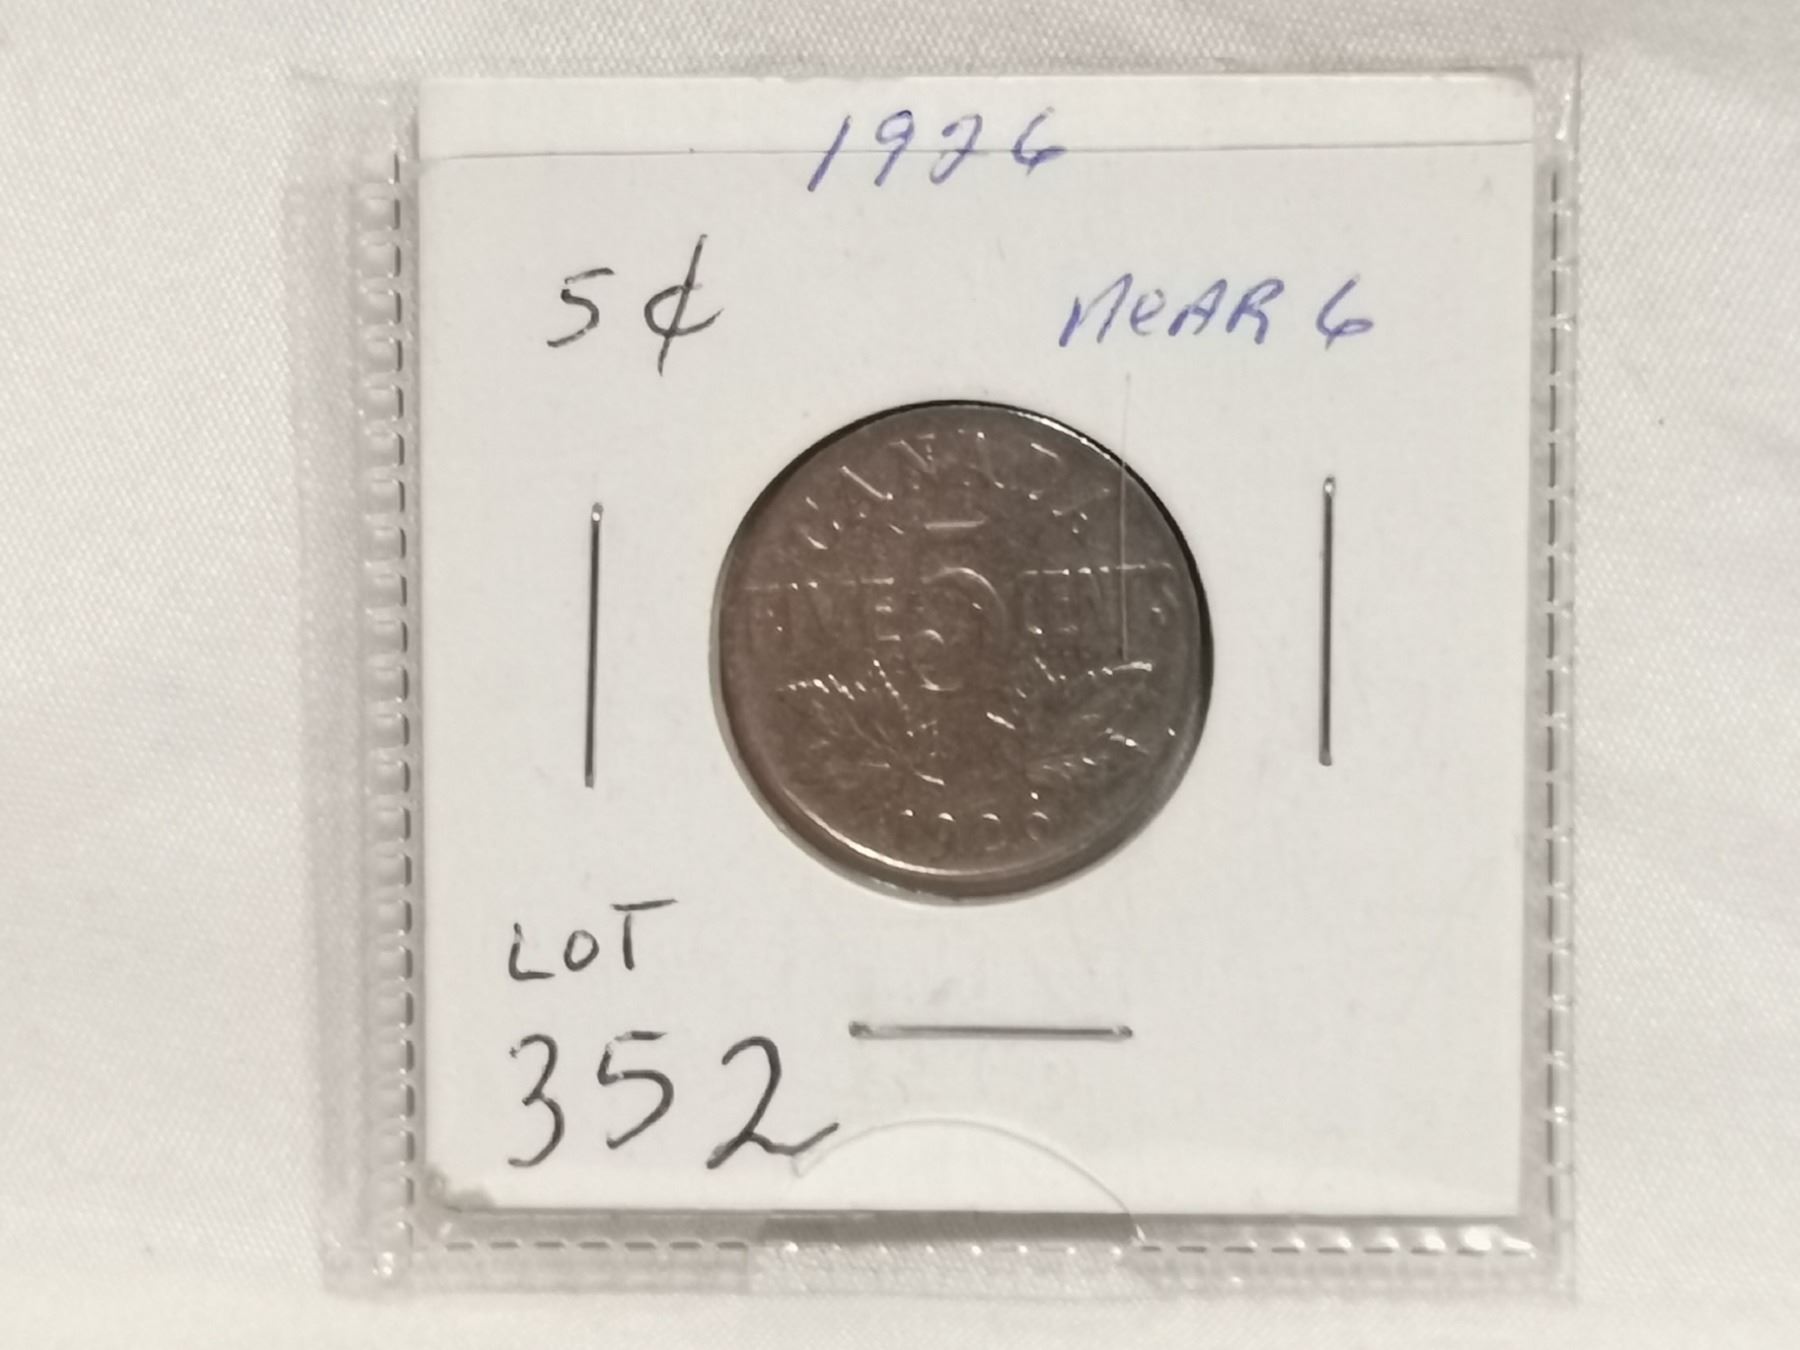 1926
5¢
NeAR 6
CANADA
5
FIVE CENTS
1926
LOT
352